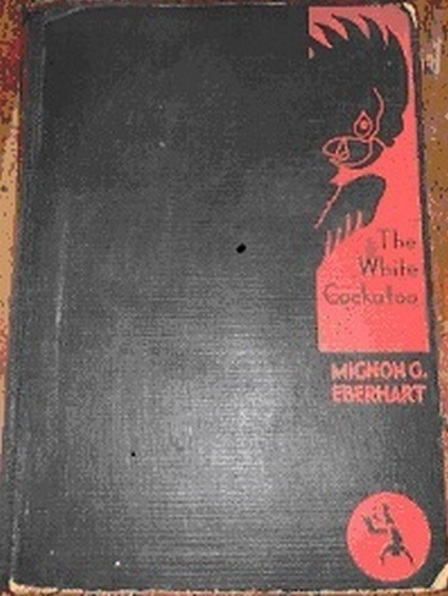 The
White
Cockatoo
MIGNON G.
EBERHART